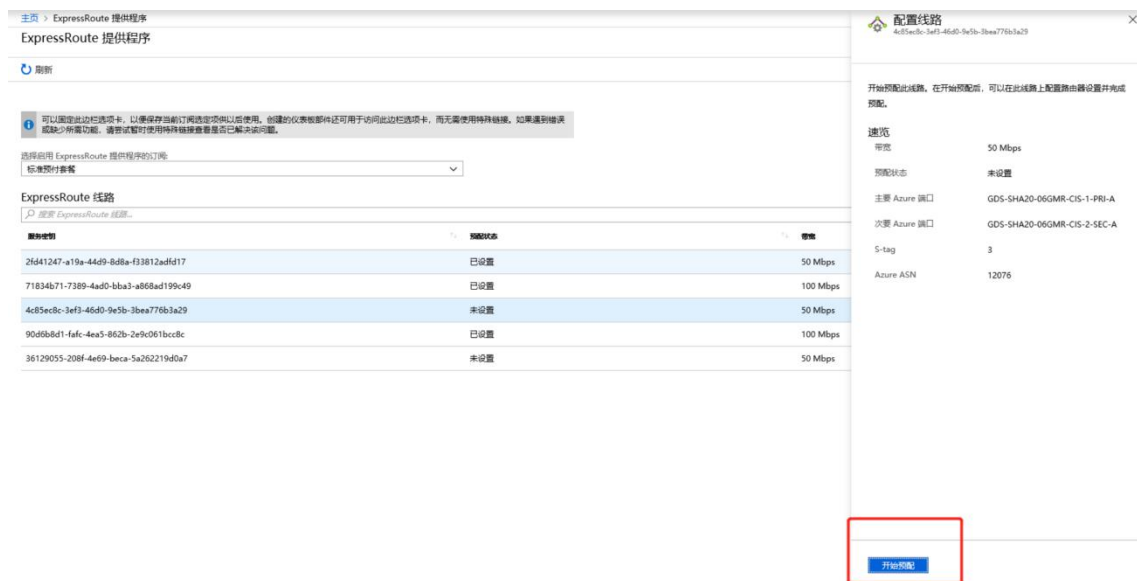 主页 > ExpressRoute 提供程序
ExpressRoute 提供程序
刷新
可以固定此边栏选项卡，以便保存当前订阅选定项供以后使用。创建的仪表板部件还可用于访问此边栏选项卡，而无需使用特殊链接。如果遇到错误
或缺少所需功能，请尝试暂时使用特殊链接查看是否已解决该问题。
选择启用 ExpressRoute 提供程序的订阅:
标准预付套餐
ExpressRoute 线路
搜索 ExpressRoute 线路...
服务密钥 预配状态 带宽
2fd41247-a19a-44d9-8d8a-f33812adfd17 已设置 50 Mbps
71834b71-7389-4ad0-bba3-a868ad199c49 已设置 100 Mbps
4c85ec8c-3ef3-46d0-9e5b-3bea776b3a29 未设置 50 Mbps
90d6b8d1-fafc-4ea5-862b-2e9c061bcc8c 已设置 100 Mbps
36129055-208f-4e69-beca-5a262219d0a7 未设置 50 Mbps
配置线路
4c85ec8c-3ef3-46d0-9e5b-3bea776b3a29
开始预配此线路。在开始预配后，可以在此线路上配置路由器设置并完成
预配。
速览
带宽 50 Mbps
预配状态 未设置
主要 Azure 端口 GDS-SHA20-06GMR-CIS-1-PRI-A
次要 Azure 端口 GDS-SHA20-06GMR-CIS-2-SEC-A
S-tag 3
Azure ASN 12076
开始预配